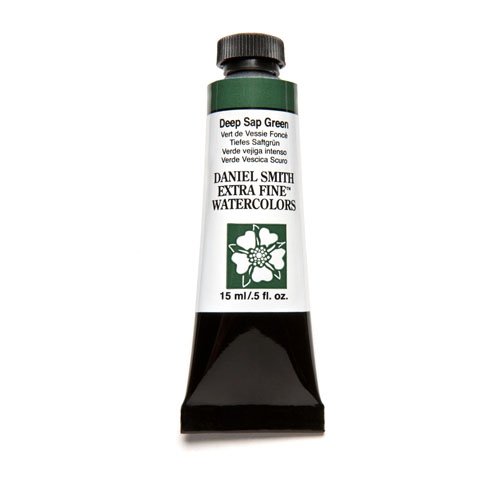 Deep Sap Green
Vert de Vessie Foncé
Tiefes Saftgrün
Verde vejiga intenso
Verde Vescica Scuro
DANIEL SMITH
EXTRA FINE™
WATERCOLORS
15 ml/.5 fl. oz.